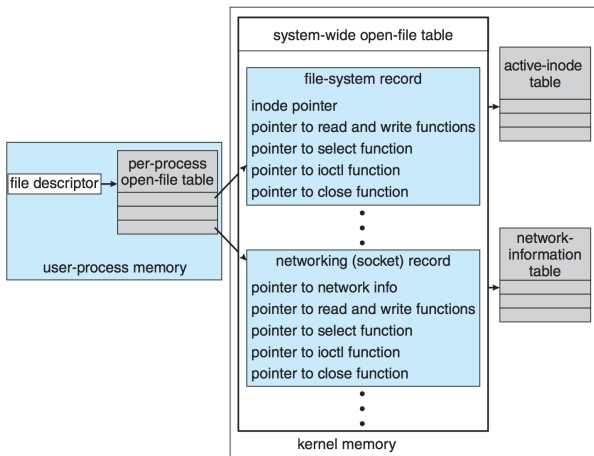 system-wide open-file table
file-system record
inode pointer
pointer to read and write functions
pointer to select function
pointer to ioctl function
pointer to close function
active-inode
table
per-process
open-file table
file descriptor
user-process memory
networking (socket) record
pointer to network info
pointer to read and write functions
pointer to select function
pointer to ioctl function
pointer to close function
network-
information
table
kernel memory